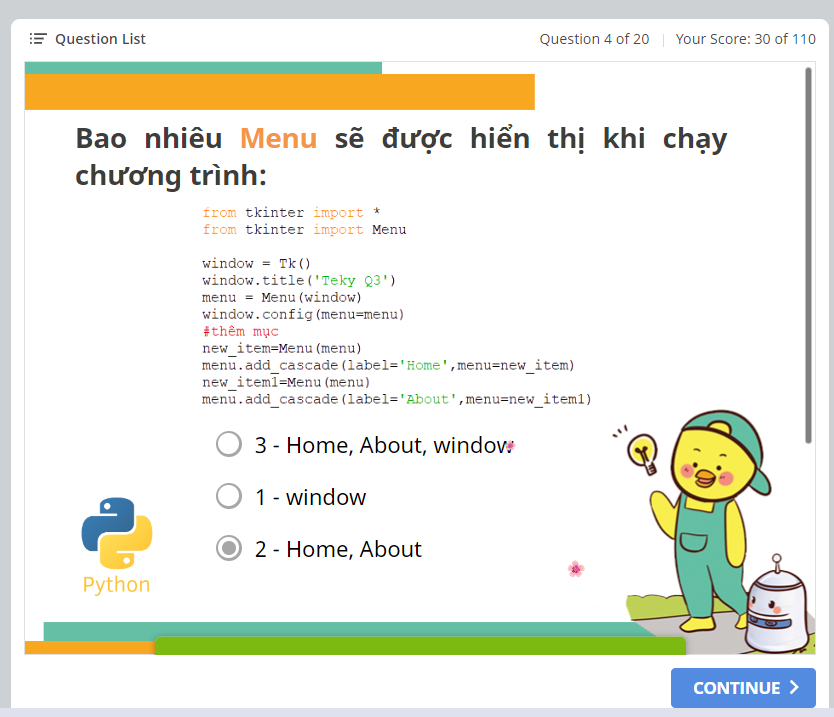 Question List
Question 4 of 20
Your Score: 30 of 110
Bao nhiêu Menu sẽ được hiển thị khi chạy
chương trình:
from tkinter import *
from tkinter import Menu
window = Tk()
window.title('Teky Q3')
menu = Menu(window)
window.config(menu=menu)
#thêm mục
new_item=Menu(menu)
menu.add_cascade(label='Home',menu=new_item)
new_item1=Menu(menu)
menu.add_cascade(label='About',menu=new_item1)
3 - Home, About, window
1 - window
2 - Home, About
Python
CONTINUE